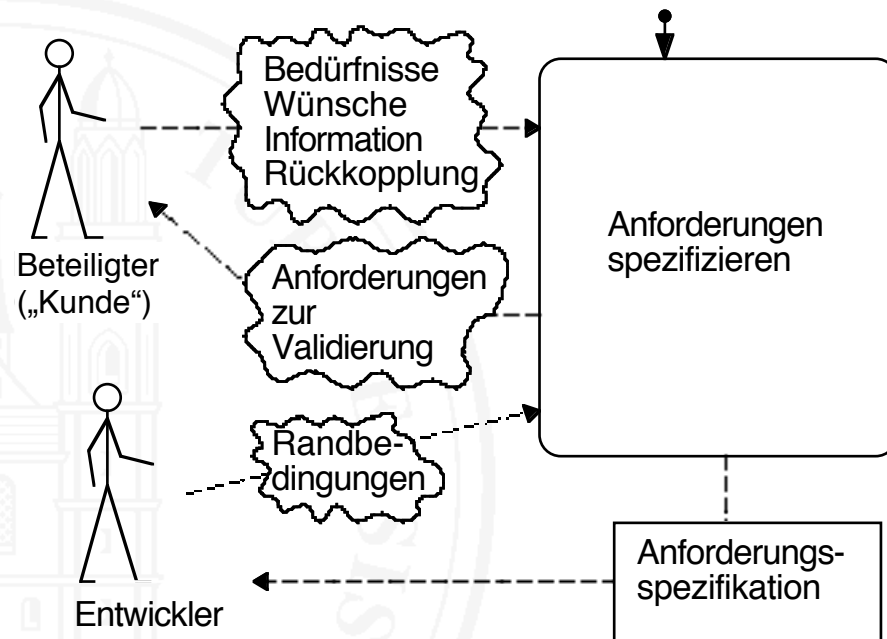 Bedürfnisse
Wünsche
Information
Rückkopplung
Beteiligter
(„Kunde“)
Anforderungen
zur
Validierung
Anforderungen
spezifizieren
Randbe-
dingungen
Entwickler
Anforderungs-
spezifikation